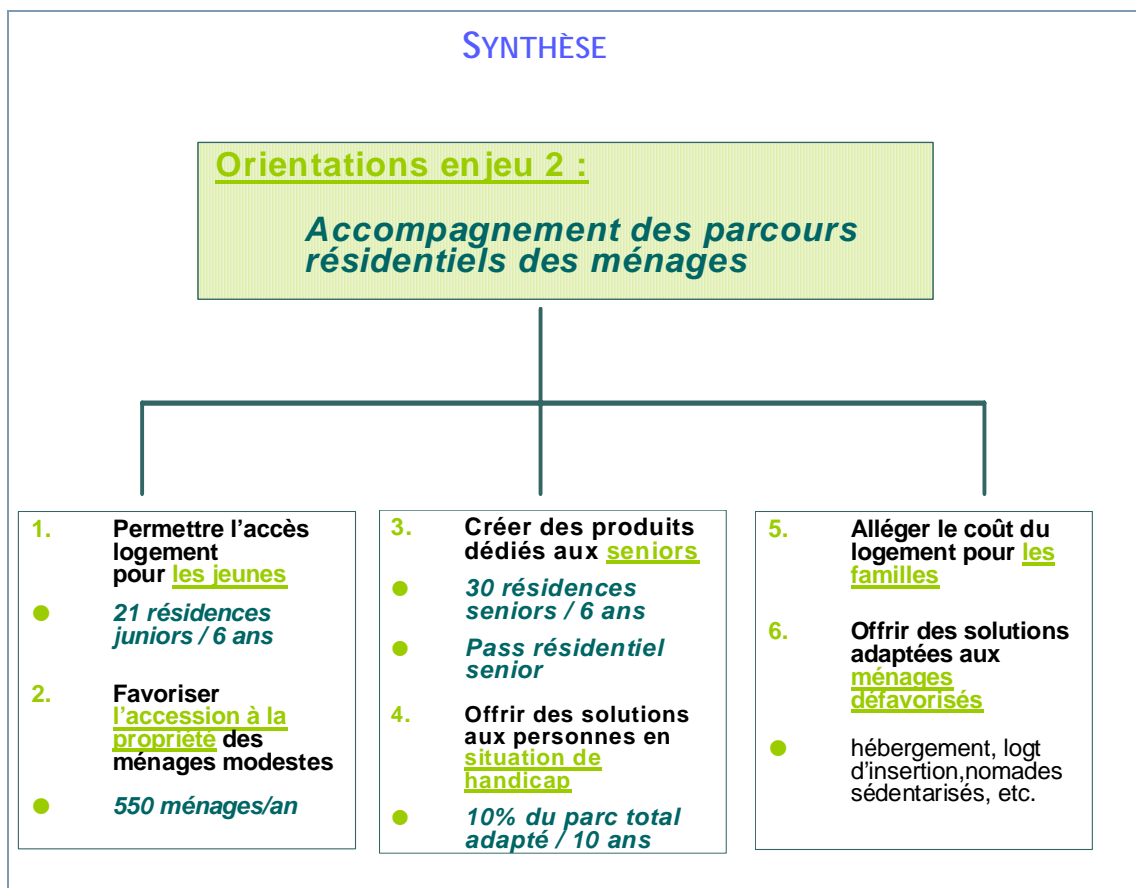 SYNTHÈSE
Orientations enjeu 2 :
Accompagnement des parcours
résidentiels des ménages
1. Permettre l'accès
logement
pour les jeunes
● 21 résidences
juniors / 6 ans
2. Favoriser
l'accession à la
propriété des
ménages modestes
● 550 ménages/an
3. Créer des produits
dédiés aux seniors
● 30 résidences
seniors / 6 ans
● Pass résidentiel
senior
4. Offrir des solutions
aux personnes en
situation de
handicap
● 10% du parc total
adapté / 10 ans
5. Alléger le coût du
logement pour les
familles
6. Offrir des solutions
adaptées aux
ménages
défavorisés
● hébergement, logt
d'insertion,nomades
sédentarisés, etc.